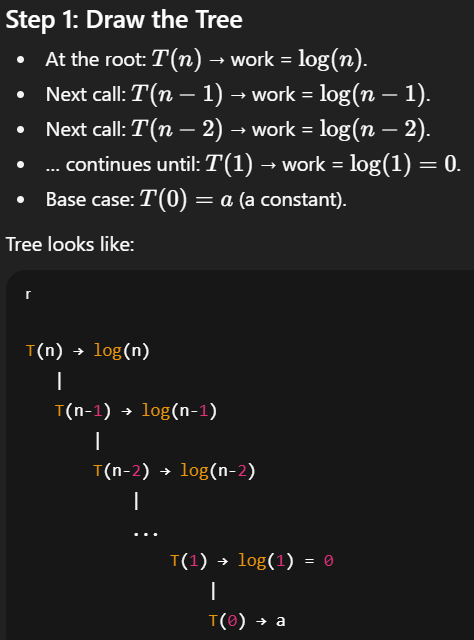 Step 1: Draw the Tree
• At the root: T(n) → work = log(n).
• Next call: T(n − 1) → work = log(n − 1).
• Next call: T(n − 2) → work = log(n − 2).
• ... continues until: T(1) → work = log(1) = 0.
• Base case: T(0) = a (a constant).
Tree looks like:
r
T(n) → log(n)
|
T(n-1) → log(n-1)
|
T(n-2) → log(n-2)
|
...
T(1) → log(1) = 0
|
T(0) → a